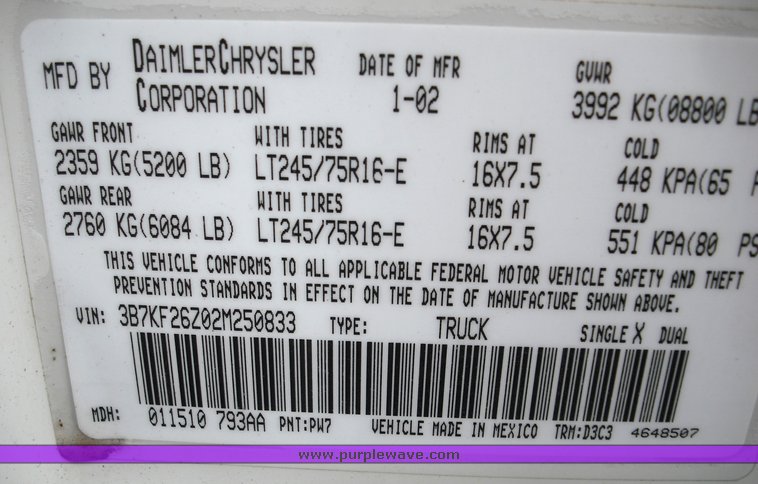 MFD BY DAIMLERCHRYSLER CORPORATION DATE OF MFR 1-02 GVWR 3992 KG(08800 LB
GAWR FRONT WITH TIRES RIMS AT COLD
2359 KG(5200 LB) LT245/75R16-E 16X7.5 448 KPA(65 P
GAWR REAR WITH TIRES RIMS AT COLD
2760 KG(6084 LB) LT245/75R16-E 16X7.5 551 KPA(80 PS
THIS VEHICLE CONFORMS TO ALL APPLICABLE FEDERAL MOTOR VEHICLE SAFETY AND THEFT
PREVENTION STANDARDS IN EFFECT ON THE DATE OF MANUFACTURE SHOWN ABOVE.
VIN: 3B7KF26Z02M250833 TYPE: TRUCK SINGLE X DUAL
MDH: 011510 793AA PNT:PW7 VEHICLE MADE IN MEXICO TRM:D3C3 4648507
www.purplewave.com